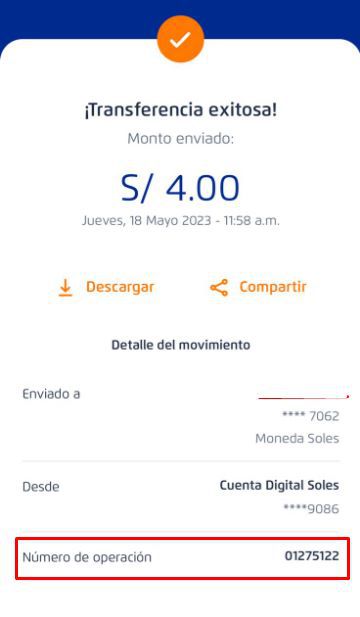 ¡Transferencia exitosa!
Monto enviado:
S/ 4.00
Jueves, 18 Mayo 2023 - 11:58 a.m.
Descargar
Compartir
Detalle del movimiento
Enviado a
**** 7062
Moneda Soles
Desde
Cuenta Digital Soles
****9086
Número de operación
01275122